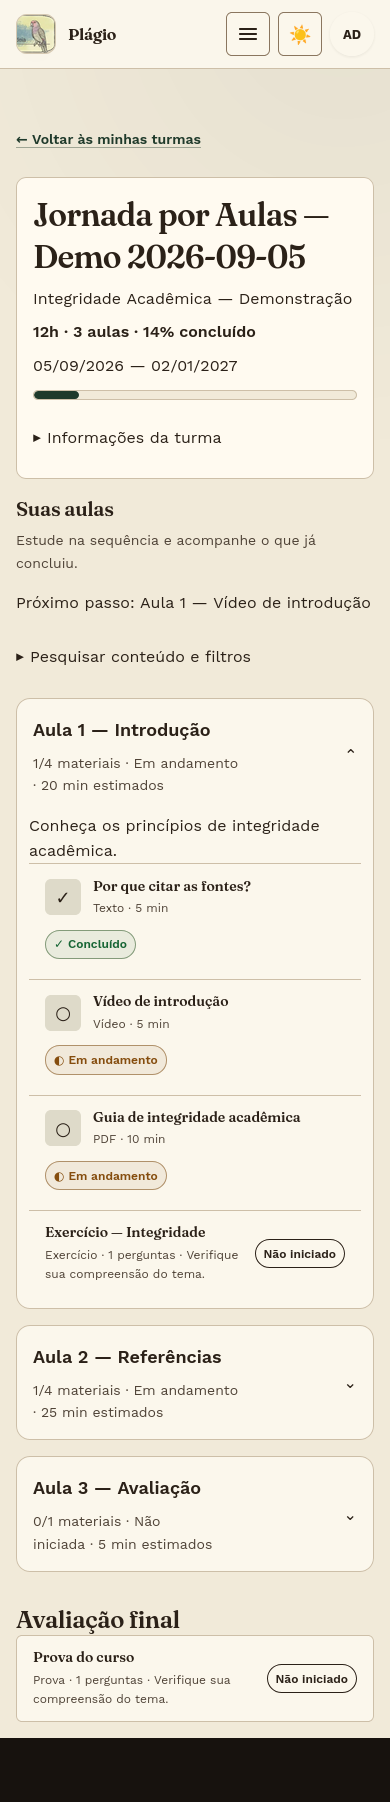 Plágio
AD
← Voltar às minhas turmas
Jornada por Aulas —
Demo 2026-09-05
Integridade Acadêmica — Demonstração
12h · 3 aulas · 14% concluído
05/09/2026 — 02/01/2027
▸ Informações da turma
Suas aulas
Estude na sequência e acompanhe o que já
concluiu.
Próximo passo: Aula 1 — Vídeo de introdução
▸ Pesquisar conteúdo e filtros
Aula 1 — Introdução
1/4 materiais · Em andamento
· 20 min estimados
Conheça os princípios de integridade
acadêmica.
Por que citar as fontes?
Texto · 5 min
✓ Concluído
Vídeo de introdução
Vídeo · 5 min
◐ Em andamento
Guia de integridade acadêmica
PDF · 10 min
◐ Em andamento
Exercício — Integridade
Exercício · 1 perguntas · Verifique
sua compreensão do tema.
Não iniciado
Aula 2 — Referências
1/4 materiais · Em andamento
· 25 min estimados
Aula 3 — Avaliação
0/1 materiais · Não
iniciada · 5 min estimados
Avaliação final
Prova do curso
Prova · 1 perguntas · Verifique sua
compreensão do tema.
Não iniciado